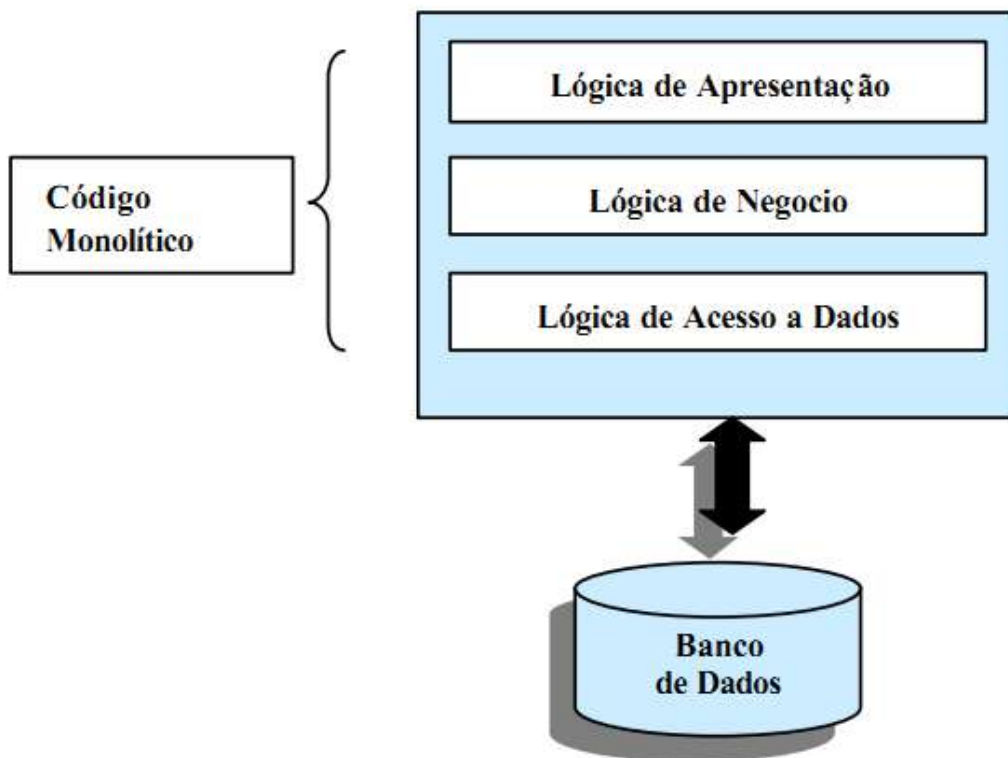 Lógica de Apresentação
Código
Monolítico
Lógica de Negocio
Lógica de Acesso a Dados
Banco
de Dados